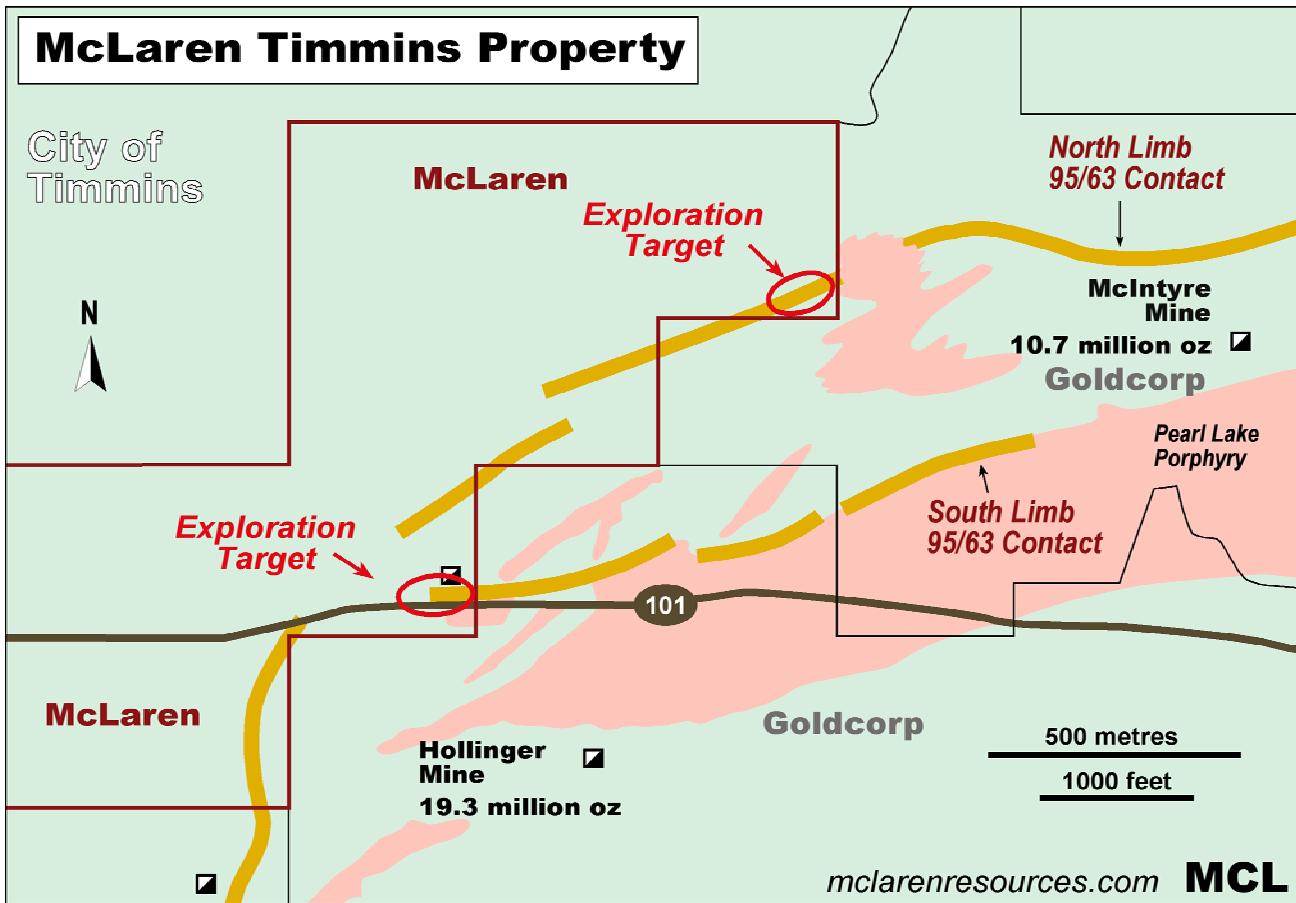 McLaren Timmins Property
City of
Timmins
McLaren
North Limb
95/63 Contact
Exploration
Target
N
McIntyre
Mine
10.7 million oz
Goldcorp
Pearl Lake
Porphyry
South Limb
95/63 Contact
Exploration
Target
101
McLaren
Goldcorp
Hollinger
Mine
19.3 million oz
500 metres
1000 feet
mclarenresources.com MCL